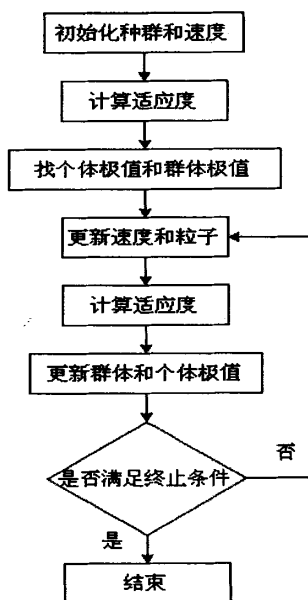 初始化种群和速度
计算适应度
找个体极值和群体极值
更新速度和粒子
计算适应度
更新群体和个体极值
是否满足终止条件
否
是
结束